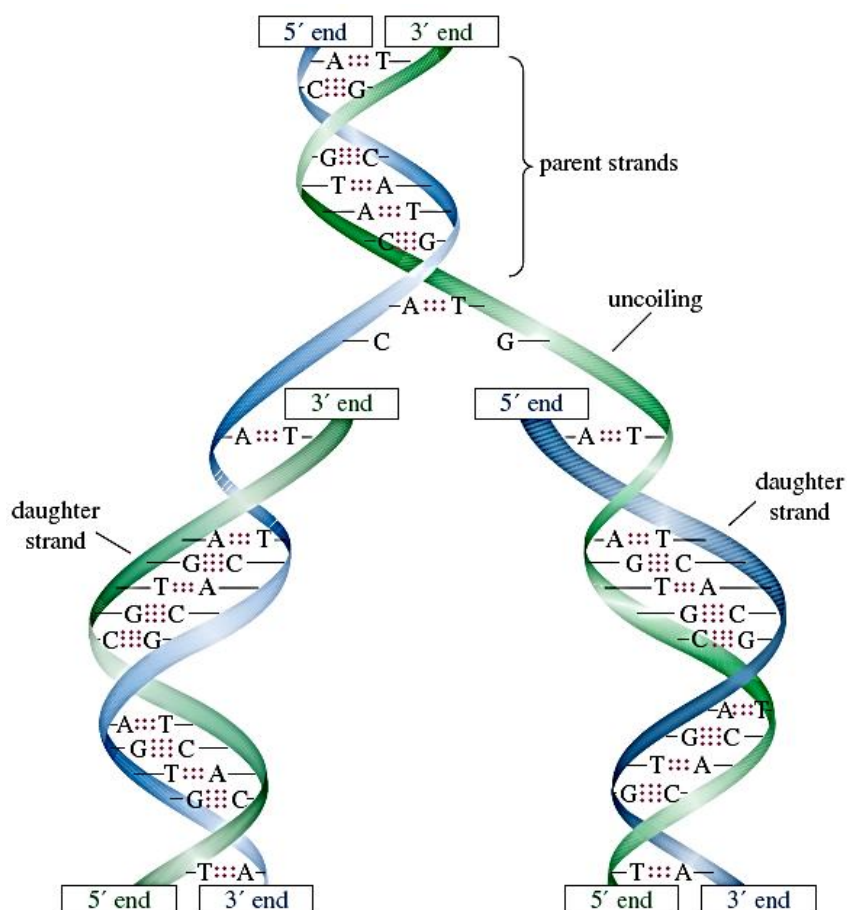 5′ end 3′ end
A T
C G
G C
T A
parent strands
A T
C G
uncoiling
A T
C G
3′ end 5′ end
A T A T
daughter strand
daughter strand
A T A T
G C G C
T A T A
G C G C
C G C G
A T A T
G C G C
T A T A
G C G C
T A T A
5′ end 3′ end 5′ end 3′ end